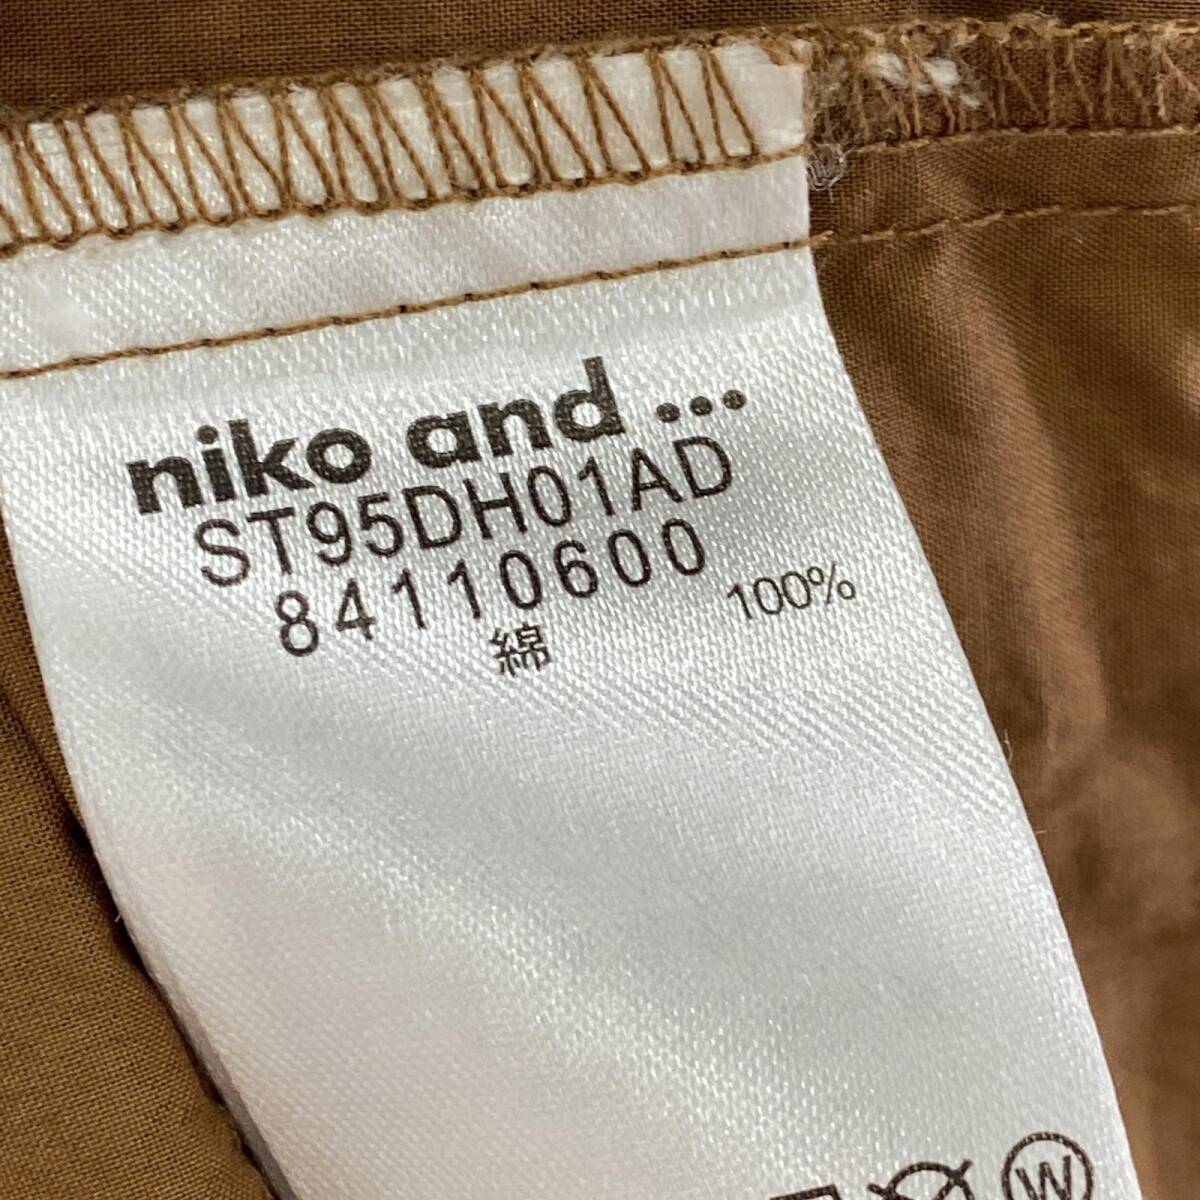 niko and ...
ST95DH01AD
84110600
綿 100%
W